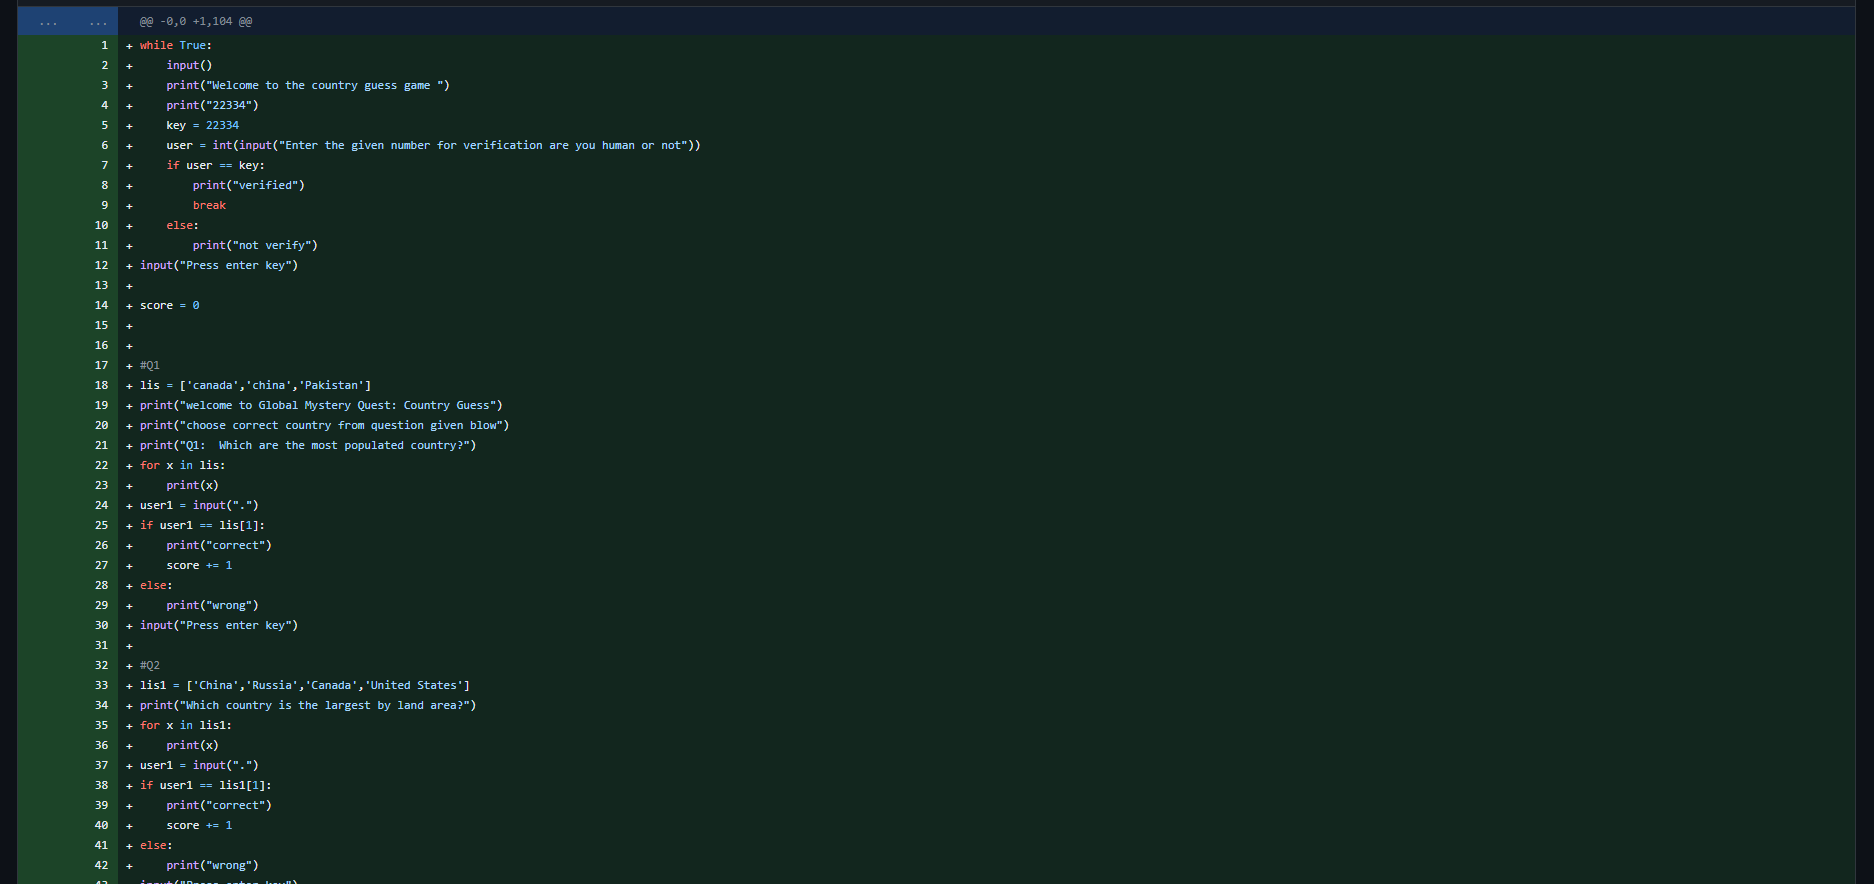 ... ... @@ -0,0 +1,104 @@
1 + while True:
2 +     input()
3 +     print("Welcome to the country guess game ")
4 +     print("22334")
5 +     key = 22334
6 +     user = int(input("Enter the given number for verification are you human or not"))
7 +     if user == key:
8 +         print("verified")
9 +         break
10 +     else:
11 +         print("not verify")
12 + input("Press enter key")
13 +
14 + score = 0
15 +
16 +
17 + #Q1
18 + lis = ['canada','china','Pakistan']
19 + print("welcome to Global Mystery Quest: Country Guess")
20 + print("choose correct country from question given blow")
21 + print("Q1:  Which are the most populated country?")
22 + for x in lis:
23 +     print(x)
24 + user1 = input(".")
25 + if user1 == lis[1]:
26 +     print("correct")
27 +     score += 1
28 + else:
29 +     print("wrong")
30 + input("Press enter key")
31 +
32 + #Q2
33 + lis1 = ['China','Russia','Canada','United States']
34 + print("Which country is the largest by land area?")
35 + for x in lis1:
36 +     print(x)
37 + user1 = input(".")
38 + if user1 == lis1[1]:
39 +     print("correct")
40 +     score += 1
41 + else:
42 +     print("wrong")
43 + input("Press enter key")